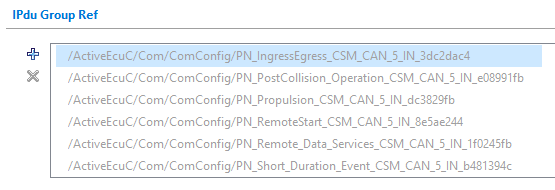 IPdu Group Ref
/ActiveEcuC/Com/ComConfig/PN_IngressEgress_CSM_CAN_5_IN_3dc2dac4
/ActiveEcuC/Com/ComConfig/PN_PostCollision_Operation_CSM_CAN_5_IN_e08991fb
/ActiveEcuC/Com/ComConfig/PN_Propulsion_CSM_CAN_5_IN_dc3829fb
/ActiveEcuC/Com/ComConfig/PN_RemoteStart_CSM_CAN_5_IN_8e5ae244
/ActiveEcuC/Com/ComConfig/PN_Remote_Data_Services_CSM_CAN_5_IN_1f0245fb
/ActiveEcuC/Com/ComConfig/PN_Short_Duration_Event_CSM_CAN_5_IN_b481394c